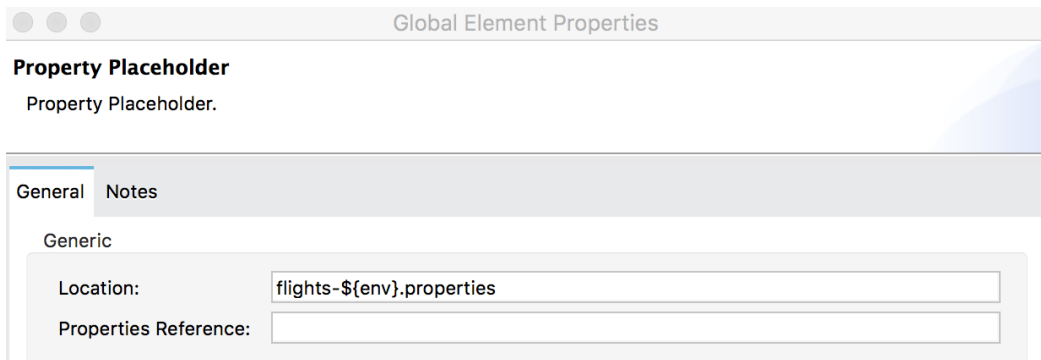 Global Element Properties
Property Placeholder
Property Placeholder.
General Notes
Generic
Location: flights-${env}.properties
Properties Reference: